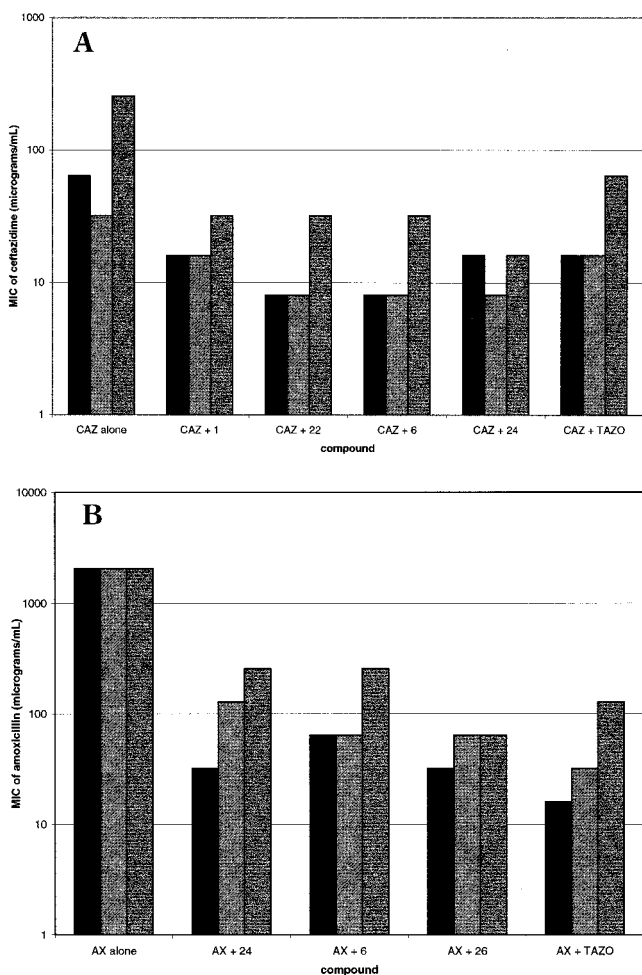 A
MIC of ceftazidime (micrograms/mL)
1000
100
10
1
CAZ alone CAZ + 1 CAZ + 22 CAZ + 6 CAZ + 24 CAZ + TAZO
compound
B
MIC of amoxicillin (micrograms/mL)
10000
1000
100
10
1
AX alone AX + 24 AX + 6 AX + 26 AX + TAZO
compound